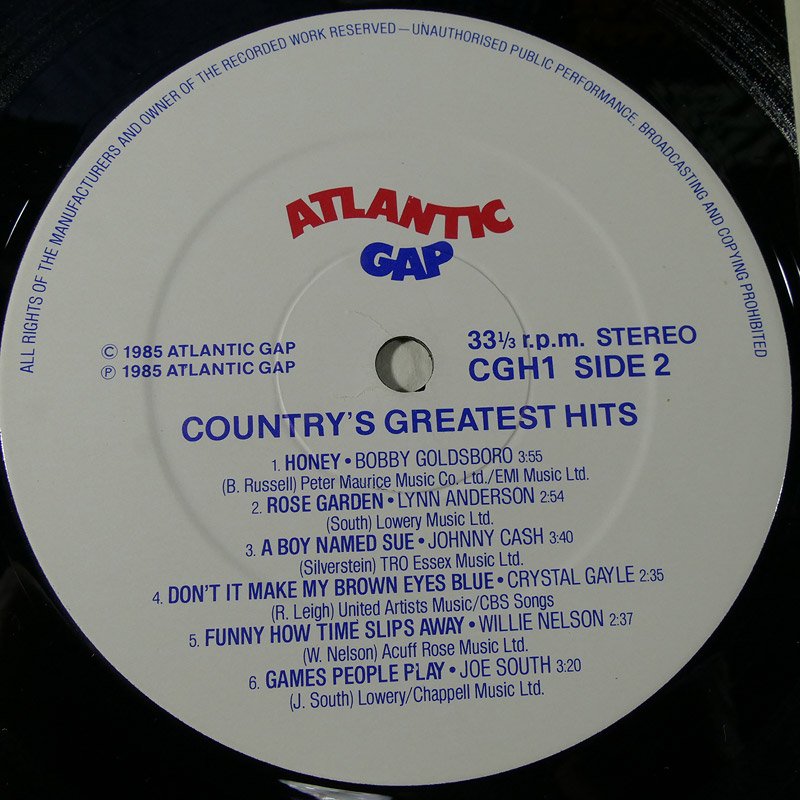 ALL RIGHTS OF THE MANUFACTURERS AND OWNER OF THE RECORDED WORK RESERVED — UNAUTHORISED PUBLIC PERFORMANCE, BROADCASTING AND COPYING PROHIBITED
ATLANTIC
GAP
© 1985 ATLANTIC GAP
℗ 1985 ATLANTIC GAP
33⅓ r.p.m. STEREO
CGH1 SIDE 2
COUNTRY'S GREATEST HITS
1. HONEY • BOBBY GOLDSBORO 3:55
(B. Russell) Peter Maurice Music Co. Ltd./EMI Music Ltd.
2. ROSE GARDEN • LYNN ANDERSON 2:54
(South) Lowery Music Ltd.
3. A BOY NAMED SUE • JOHNNY CASH 3:40
(Silverstein) TRO Essex Music Ltd.
4. DON'T IT MAKE MY BROWN EYES BLUE • CRYSTAL GAYLE 2:35
(R. Leigh) United Artists Music/CBS Songs
5. FUNNY HOW TIME SLIPS AWAY • WILLIE NELSON 2:37
(W. Nelson) Acuff Rose Music Ltd.
6. GAMES PEOPLE PLAY • JOE SOUTH 3:20
(J. South) Lowery/Chappell Music Ltd.